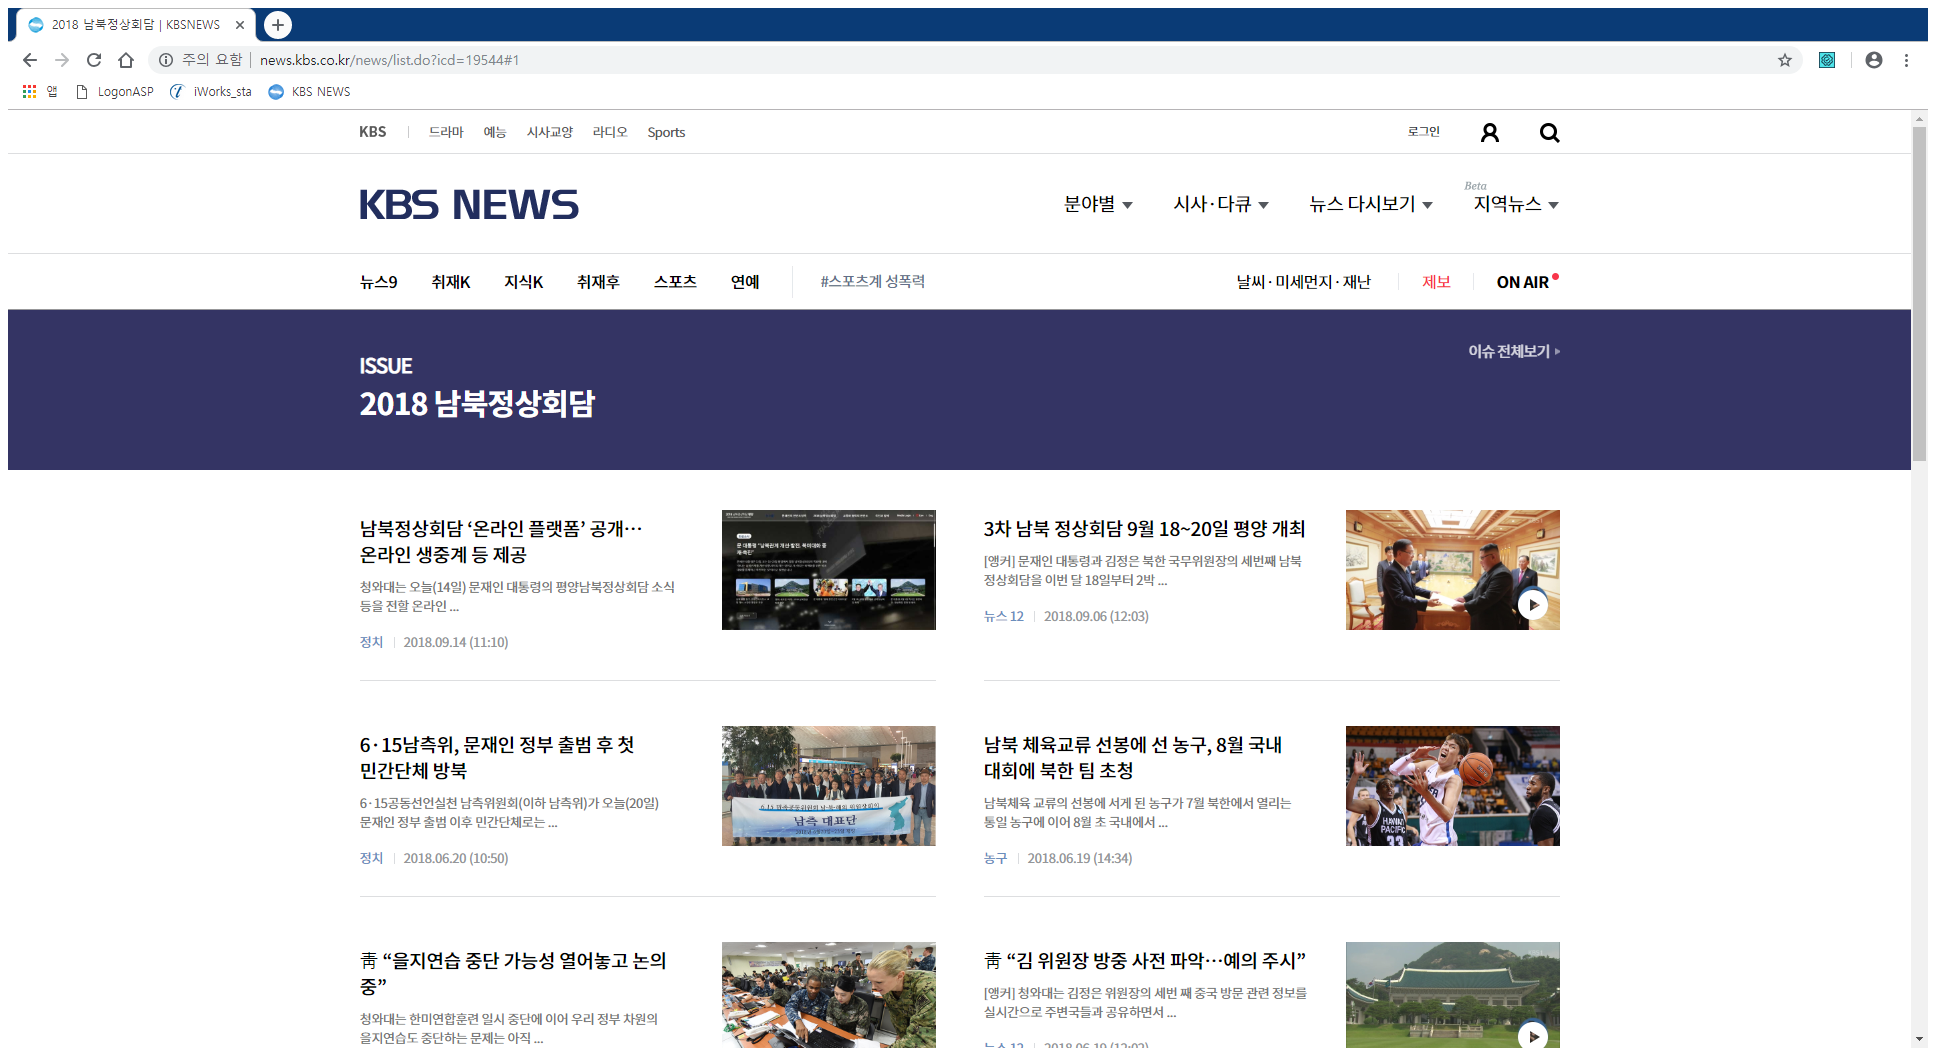 2018 남북정상회담 | KBSNEWS
주의 요함 | news.kbs.co.kr/news/list.do?icd=19544#1
앱 LogonASP iWorks_sta KBS NEWS
KBS 드라마 예능 시사교양 라디오 Sports 로그인
KBS NEWS
분야별 시사·다큐 뉴스 다시보기 Beta 지역뉴스
뉴스9 취재K 지식K 취재후 스포츠 연예 #스포츠계 성폭력 날씨·미세먼지·재난 제보 ON AIR
이슈 전체보기
ISSUE
2018 남북정상회담
남북정상회담 ‘온라인 플랫폼’ 공개…
온라인 생중계 등 제공
청와대는 오늘(14일) 문재인 대통령의 평양남북정상회담 소식
등을 전할 온라인 ...
정치 2018.09.14 (11:10)
3차 남북 정상회담 9월 18~20일 평양 개최
[앵커] 문재인 대통령과 김정은 북한 국무위원장의 세번째 남북
정상회담을 이번 달 18일부터 2박 ...
뉴스 12 2018.09.06 (12:03)
6·15남측위, 문재인 정부 출범 후 첫
민간단체 방북
6·15공동선언실천 남측위원회(이하 남측위)가 오늘(20일)
문재인 정부 출범 이후 민간단체로는 ...
정치 2018.06.20 (10:50)
남측 대표단
남북 체육교류 선봉에 선 농구, 8월 국내
대회에 북한 팀 초청
남북체육 교류의 선봉에 서게 된 농구가 7월 북한에서 열리는
통일 농구에 이어 8월 초 국내에서 ...
농구 2018.06.19 (14:34)
HAWAII
PACIFIC
33
靑 “을지연습 중단 가능성 열어놓고 논의
중”
청와대는 한미연합훈련 일시 중단에 이어 우리 정부 차원의
을지연습도 중단하는 문제는 아직 ...
靑 “김 위원장 방중 사전 파악…예의 주시”
[앵커] 청와대는 김정은 위원장의 세번 째 중국 방문 관련 정보를
실시간으로 주변국들과 공유하면서 ...
뉴스 12 2018.06.19 (12:02)